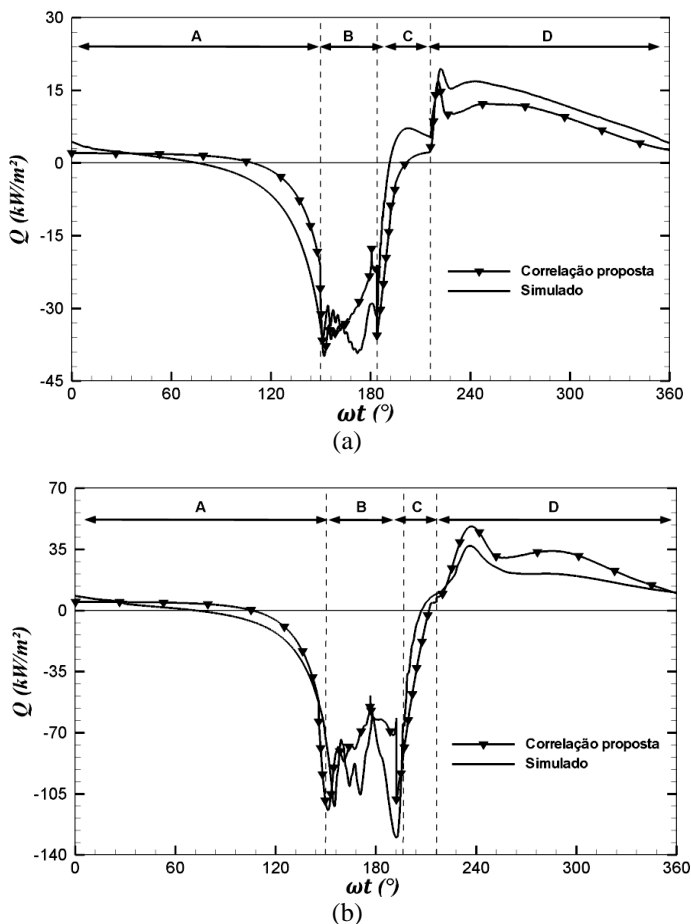 30
15
0
-15
-30
-45
Q (kW/m²)
A
B
C
D
Correlação proposta
Simulado
0
60
120
180
240
300
360
ωt (°)
(a)
70
35
0
-35
-70
-105
-140
Q (kW/m²)
A
B
C
D
Correlação proposta
Simulado
0
60
120
180
240
300
360
ωt (°)
(b)